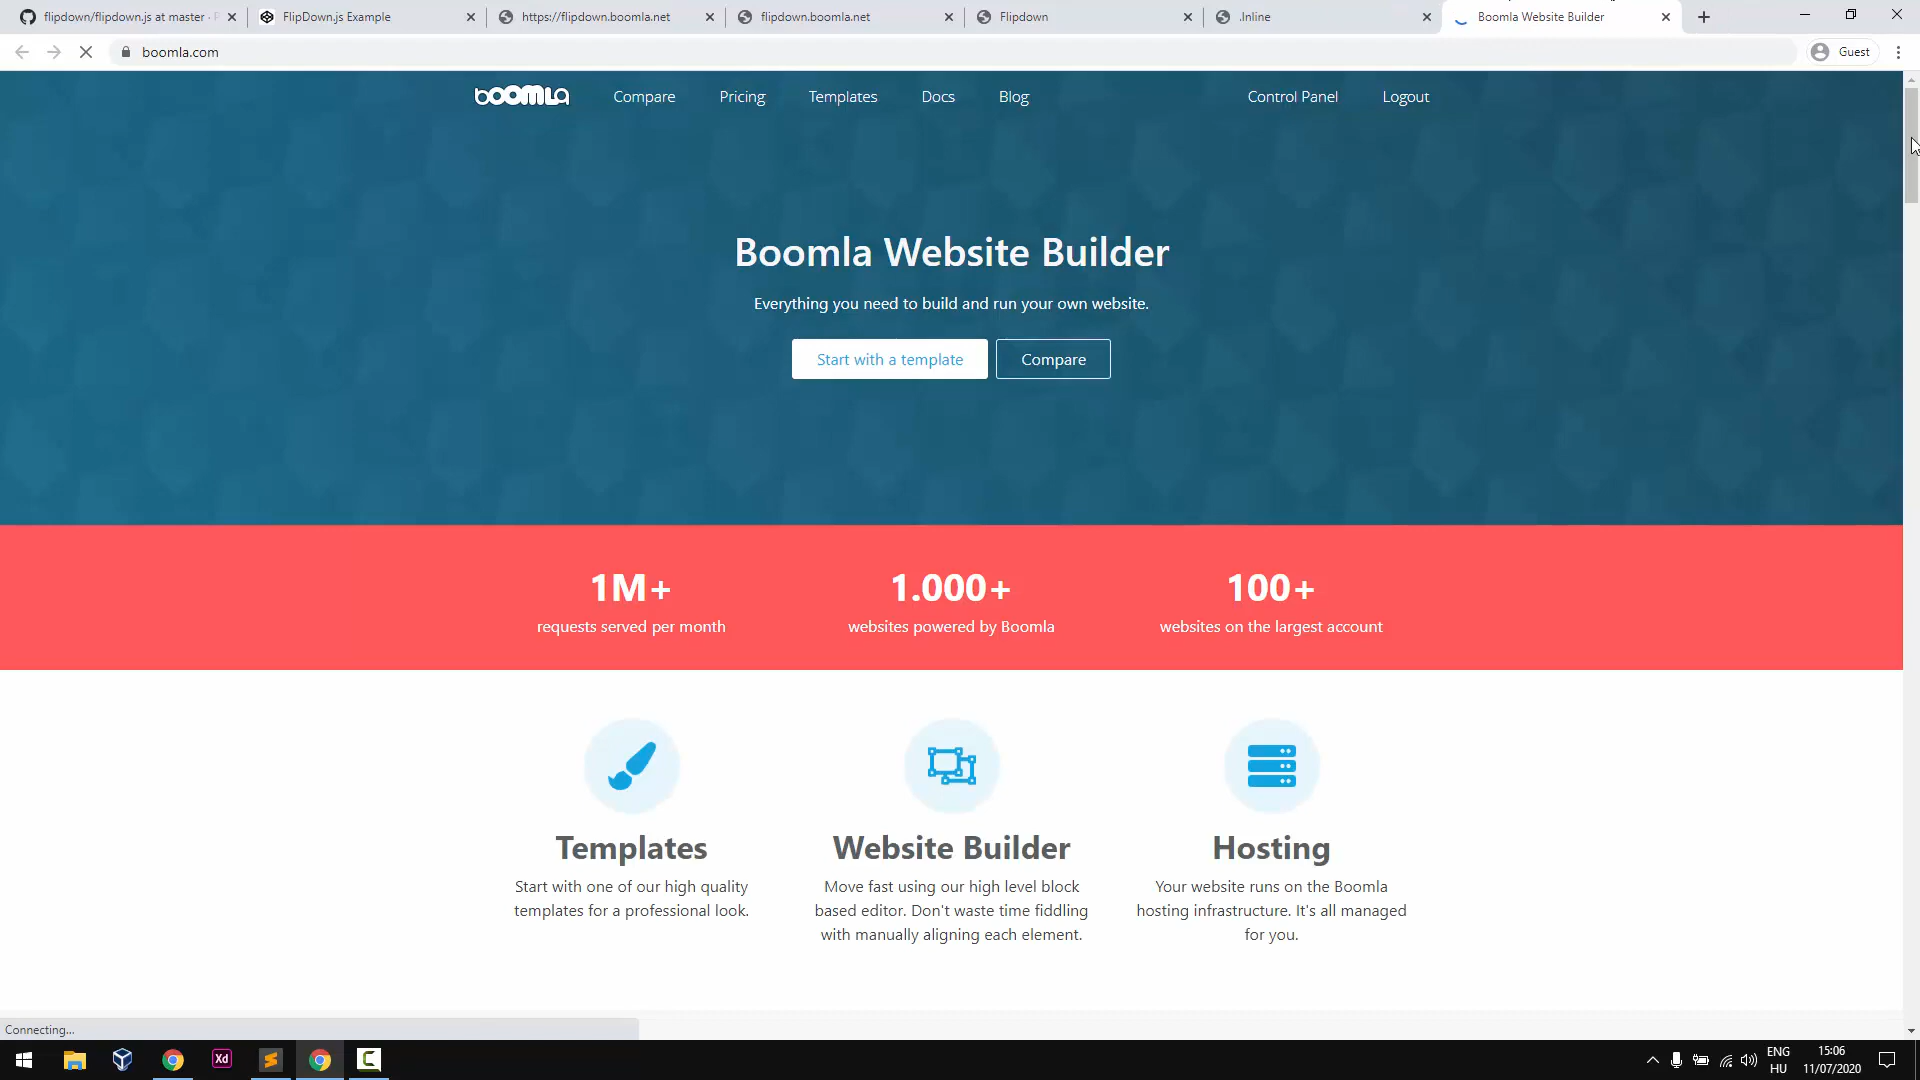 flipdown/flipdown.js at master ·
FlipDown.js Example
https://flipdown.boomla.net
flipdown.boomla.net
Flipdown
.Inline
Boomla Website Builder
boomla.com
Guest
boomla
Compare
Pricing
Templates
Docs
Blog
Control Panel
Logout
Boomla Website Builder
Everything you need to build and run your own website.
Start with a template
Compare
1M+
requests served per month
1.000+
websites powered by Boomla
100+
websites on the largest account
Templates
Start with one of our high quality
templates for a professional look.
Website Builder
Move fast using our high level block
based editor. Don't waste time fiddling
with manually aligning each element.
Hosting
Your website runs on the Boomla
hosting infrastructure. It's all managed
for you.
Connecting...
Xd
ENG
HU
15:06
11/07/2020